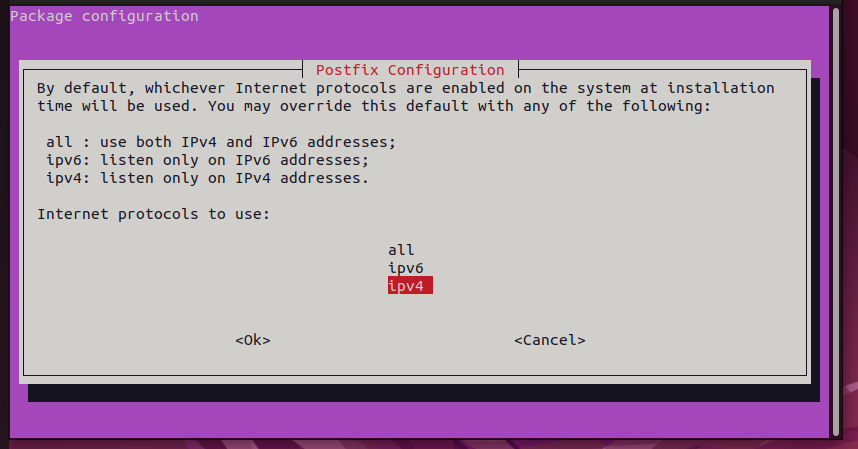 Package configuration
Postfix Configuration
By default, whichever Internet protocols are enabled on the system at installation
time will be used. You may override this default with any of the following:
all : use both IPv4 and IPv6 addresses;
ipv6: listen only on IPv6 addresses;
ipv4: listen only on IPv4 addresses.
Internet protocols to use:
all
ipv6
ipv4
<Ok> <Cancel>